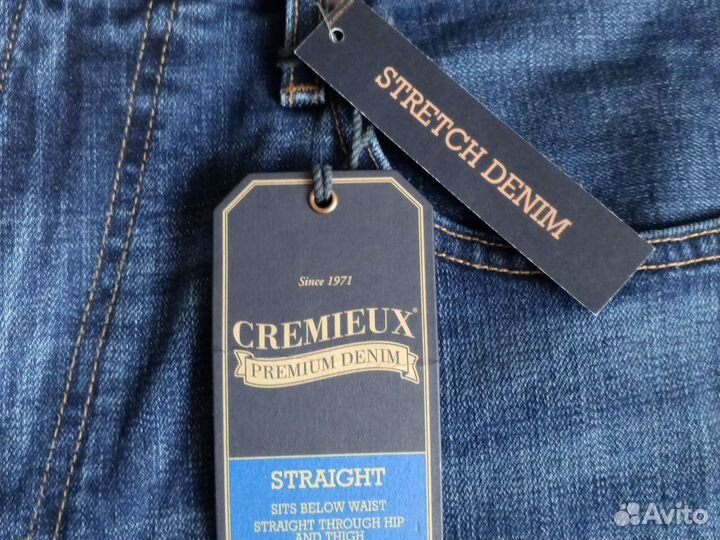 STRETCH DENIM
Since 1971
CREMIEUX®
PREMIUM DENIM
STRAIGHT
SITS BELOW WAIST
STRAIGHT THROUGH HIP
AND THIGH
Avito